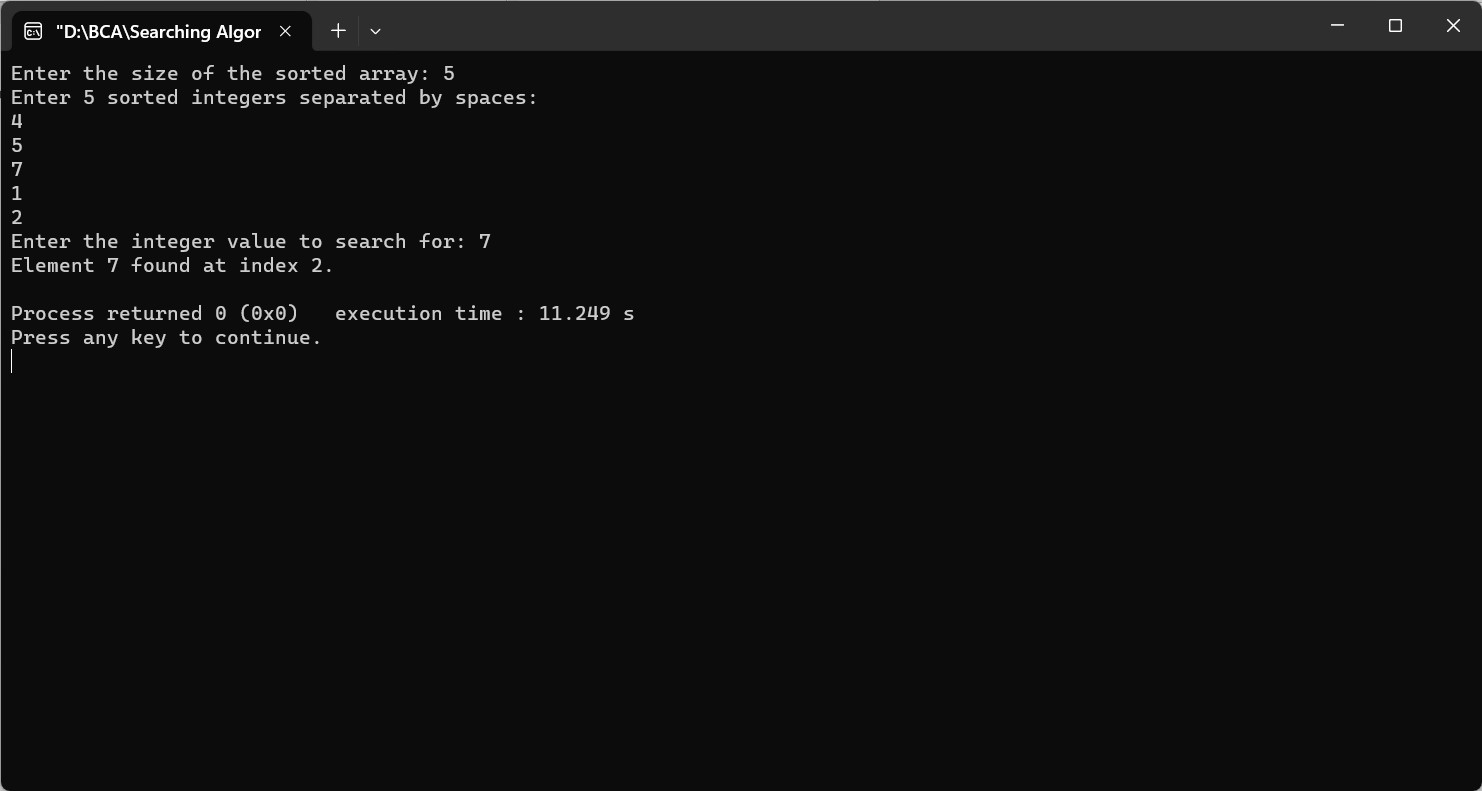 "D:\BCA\Searching Algor
Enter the size of the sorted array: 5
Enter 5 sorted integers separated by spaces:
4
5
7
1
2
Enter the integer value to search for: 7
Element 7 found at index 2.
Process returned 0 (0x0)   execution time : 11.249 s
Press any key to continue.